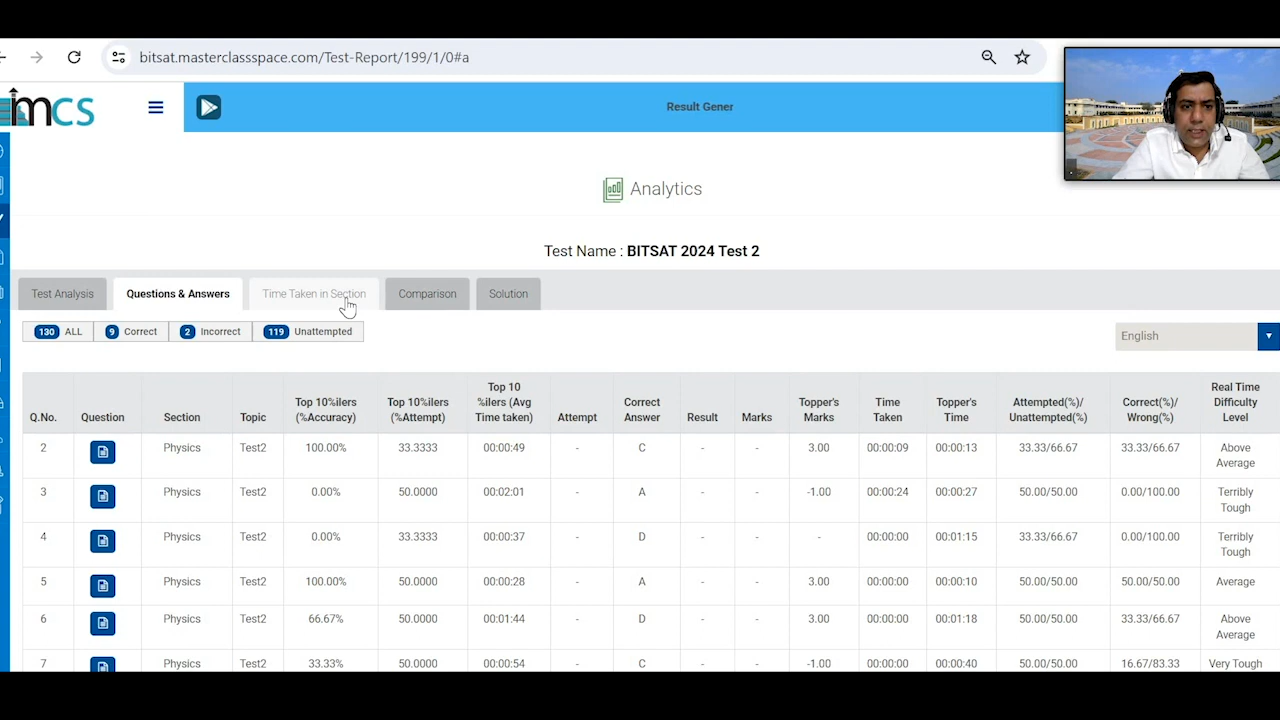 bitsat.masterclassspace.com/Test-Report/199/1/0#a
mcs
Result Gener
Analytics
Test Name : BITSAT 2024 Test 2
Test Analysis Questions & Answers Time Taken in Section Comparison Solution
130 ALL 9 Correct 2 Incorrect 119 Unattempted
English
Q.No. Question Section Topic Top 10%ilers (%Accuracy) Top 10%ilers (%Attempt) Top 10 %ilers (Avg Time taken) Attempt Correct Answer Result Marks Topper's Marks Time Taken Topper's Time Attempted(%)/ Unattempted(%) Correct(%)/ Wrong(%) Real Time Difficulty Level
2 Physics Test2 100.00% 33.3333 00:00:49 - C - - 3.00 00:00:09 00:00:13 33.33/66.67 33.33/66.67 Above Average
3 Physics Test2 0.00% 50.0000 00:02:01 - A - - -1.00 00:00:24 00:00:27 50.00/50.00 0.00/100.00 Terribly Tough
4 Physics Test2 0.00% 33.3333 00:00:37 - D - - - 00:00:00 00:01:15 33.33/66.67 0.00/100.00 Terribly Tough
5 Physics Test2 100.00% 50.0000 00:00:28 - A - - 3.00 00:00:00 00:00:10 50.00/50.00 50.00/50.00 Average
6 Physics Test2 66.67% 50.0000 00:01:44 - D - - 3.00 00:00:00 00:01:18 50.00/50.00 33.33/66.67 Above Average
7 Physics Test2 33.33% 50.0000 00:00:54 - C - - -1.00 00:00:00 00:00:40 50.00/50.00 16.67/83.33 Very Tough